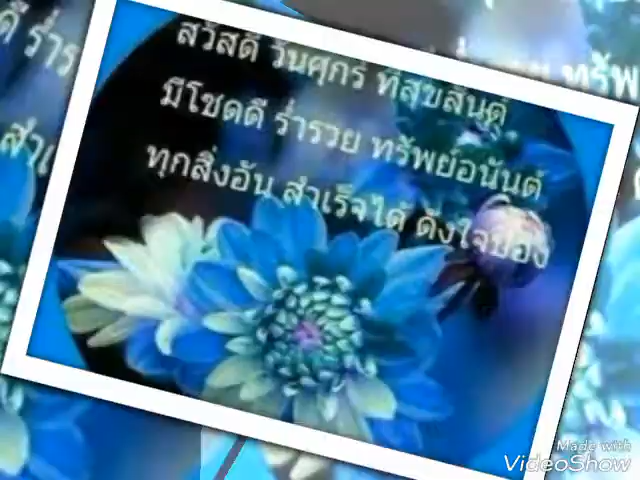 สวัสดี วันศุกร์ ที่สุขสันต์
มีโชคดี ร่ำรวย ทรัพย์อนันต์
ทุกสิ่งอัน สำเร็จได้ ดั่งใจปอง
Made with
VideoShow